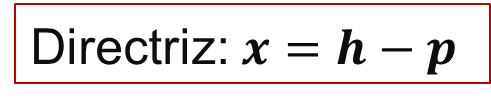 Directriz: x = h − p